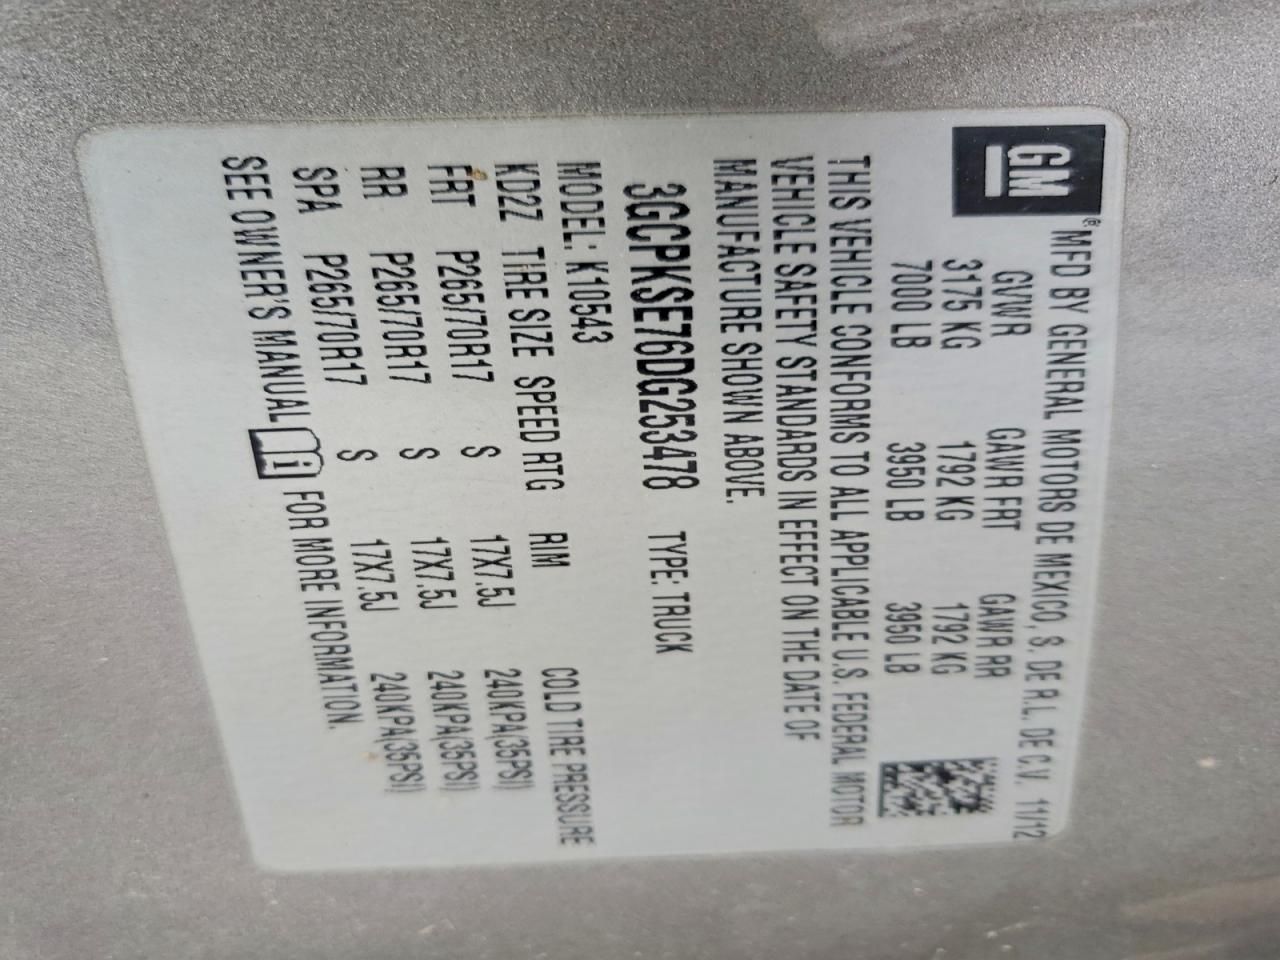 GM® MFD BY GENERAL MOTORS DE MEXICO, S. DE R.L. DE C.V. 11/12
GVWR GAWR FRT GAWR RR
3175 KG 1792 KG 1792 KG
7000 LB 3950 LB 3950 LB
THIS VEHICLE CONFORMS TO ALL APPLICABLE U.S. FEDERAL MOTOR
VEHICLE SAFETY STANDARDS IN EFFECT ON THE DATE OF
MANUFACTURE SHOWN ABOVE.
3GCPKSE76DG253478 TYPE: TRUCK
MODEL: K10543
KD2Z TIRE SIZE SPEED RTG RIM COLD TIRE PRESSURE
FRT P265/70R17 S 17X7.5J 240KPA(35PSI)
RR P265/70R17 S 17X7.5J 240KPA(35PSI)
SPA P265/70R17 S 17X7.5J 240KPA(35PSI)
SEE OWNER'S MANUAL i FOR MORE INFORMATION.